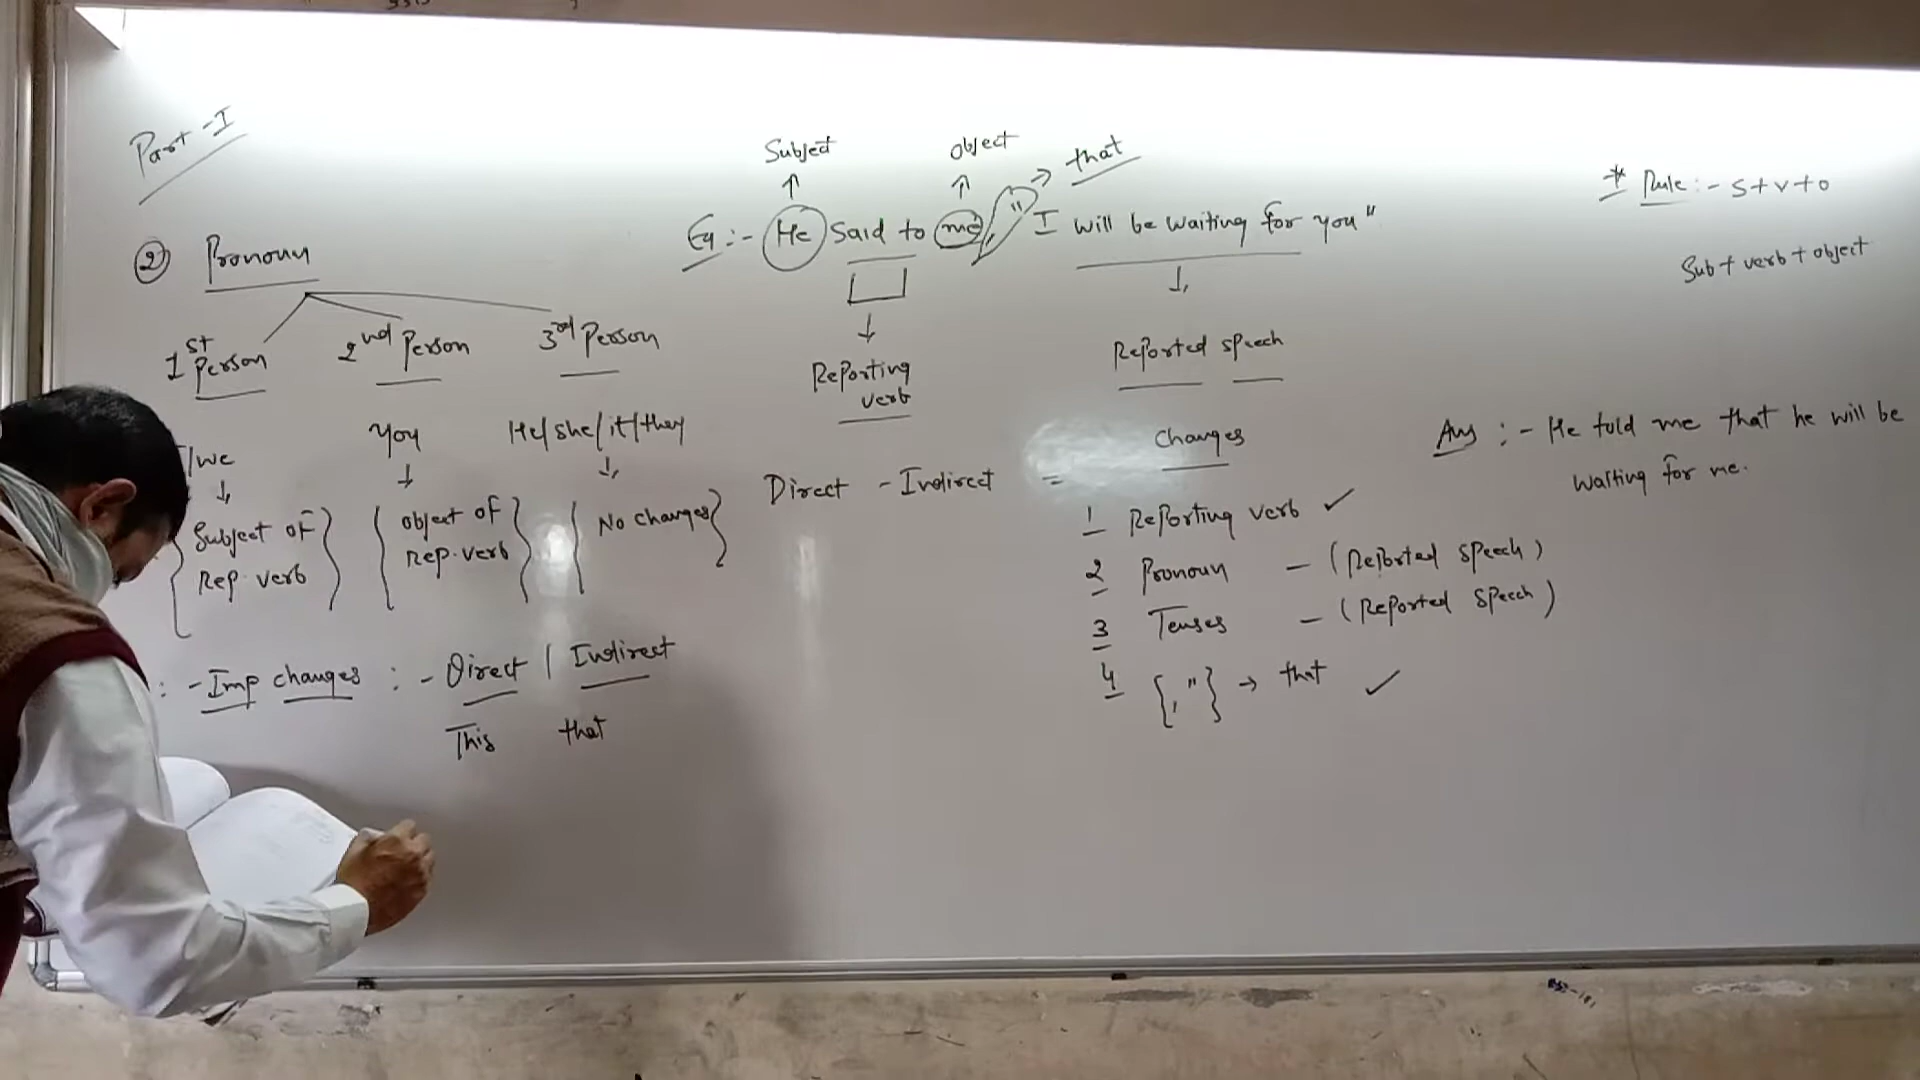 Part-I
② Pronoun
1st Person 2nd Person 3rd Person
I/we You He/she/it/they
Subject of Rep. verb
object of Rep. verb
No changes
: - Imp changes : - Direct | Indirect
This that
Subject object that
Eg :- He Said to me, " I will be waiting for you"
Reporting verb
Reported speech
Direct - Indirect =
Changes
1 Reporting verb ✓
2 Pronoun - (Reported speech)
3 Tenses - (Reported speech)
4 {, "} → that ✓
* Rule :- S+V+O
Sub + verb + object
Ans :- He told me that he will be
waiting for me.